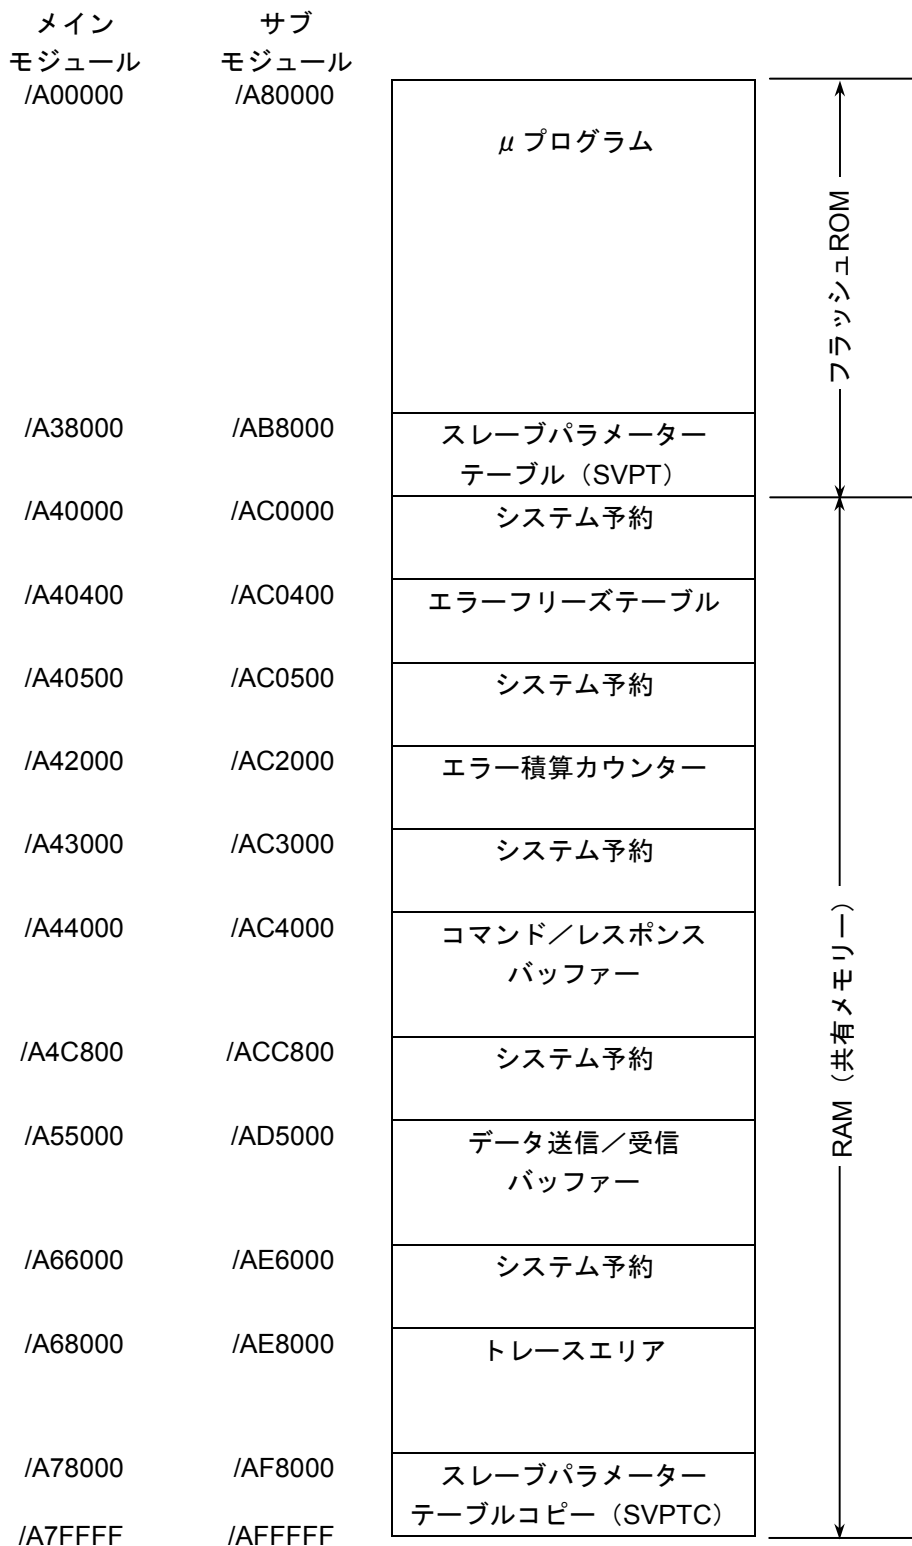 メイン サブ
モジュール モジュール
/A00000 /A80000
μプログラム
フラッシュROM
/A38000 /AB8000 スレーブパラメーター
テーブル（SVPT）
/A40000 /AC0000 システム予約
/A40400 /AC0400 エラーフリーズテーブル
/A40500 /AC0500 システム予約
/A42000 /AC2000 エラー積算カウンター
/A43000 /AC3000 システム予約
/A44000 /AC4000 コマンド／レスポンス
バッファー
RAM（共有メモリー）
/A4C800 /ACC800 システム予約
/A55000 /AD5000 データ送信／受信
バッファー
/A66000 /AE6000 システム予約
/A68000 /AE8000 トレースエリア
/A78000 /AF8000 スレーブパラメーター
テーブルコピー（SVPTC）
/A7FFFF /AFFFFF